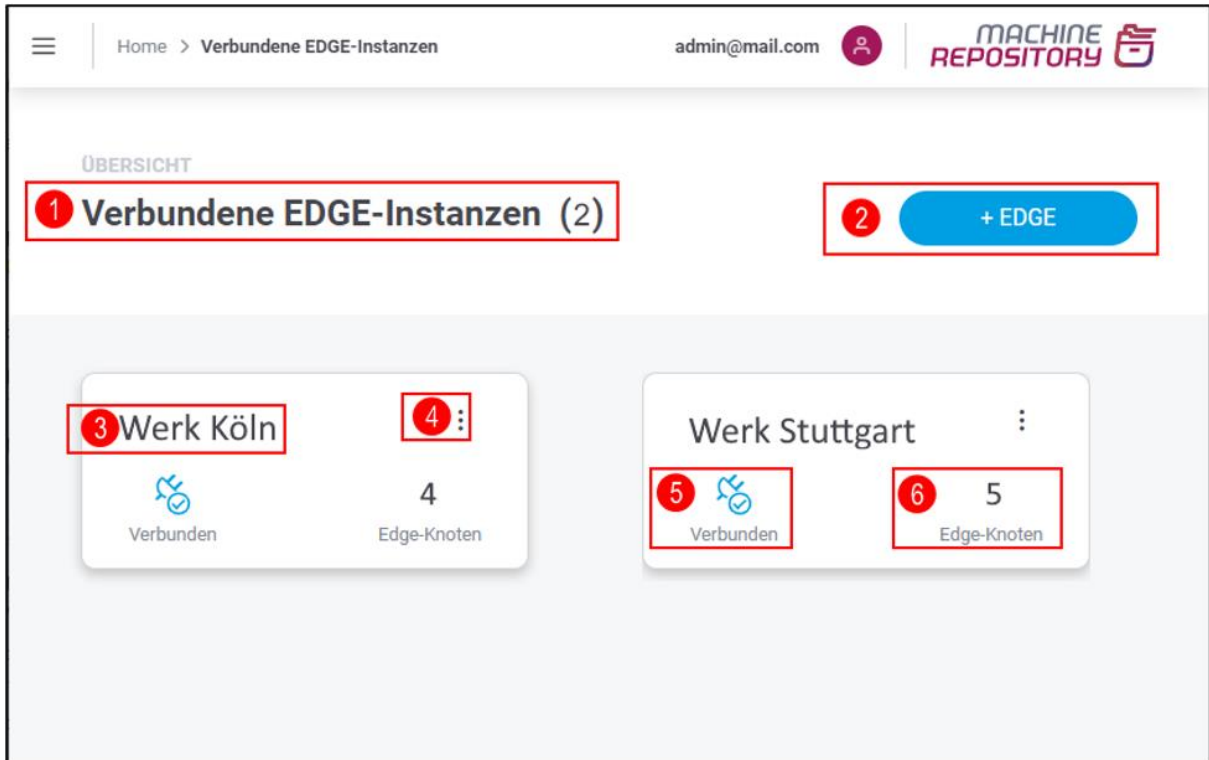 Home > Verbundene EDGE-Instanzen admin@mail.com MACHINE REPOSITORY
ÜBERSICHT
1 Verbundene EDGE-Instanzen (2) 2 + EDGE
3 Werk Köln 4 Werk Stuttgart
4 5 6 5
Verbunden Edge-Knoten Verbunden Edge-Knoten